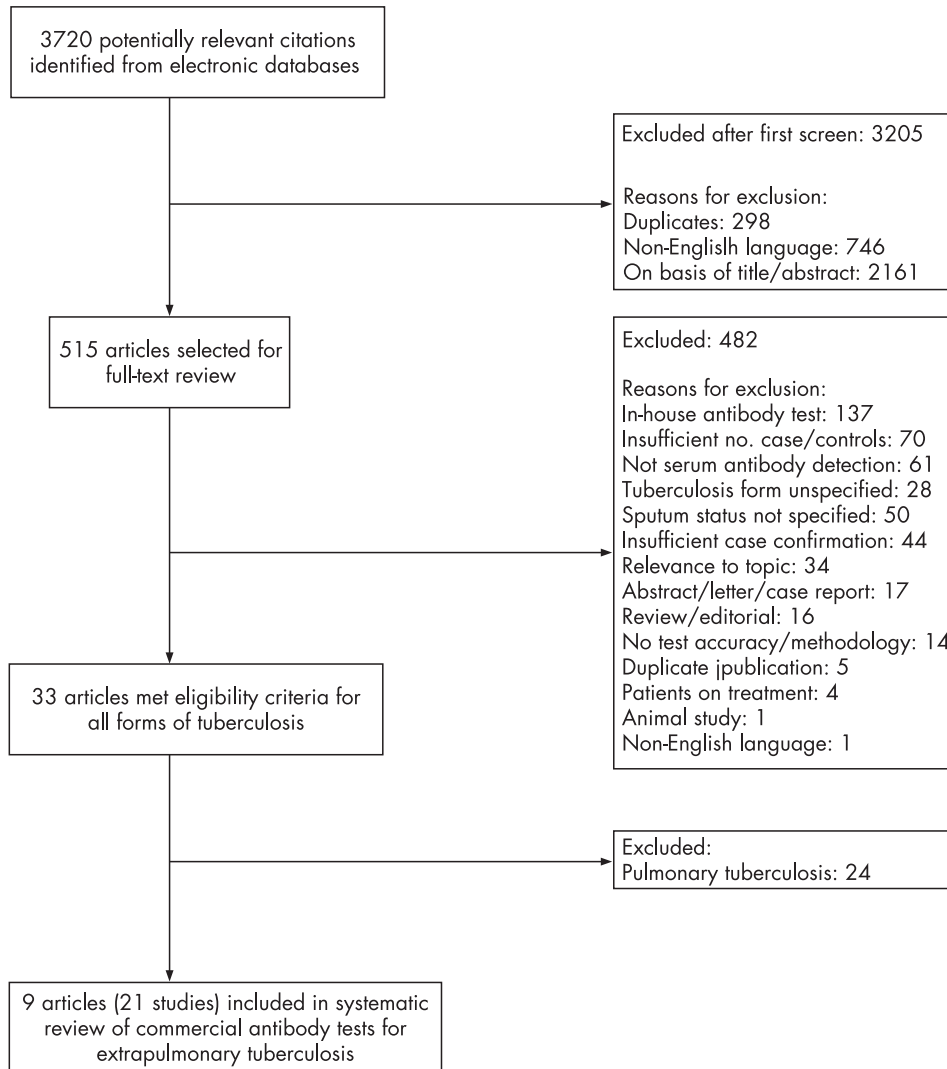 3720 potentially relevant citations
identified from electronic databases
Excluded after first screen: 3205
Reasons for exclusion:
Duplicates: 298
Non-Englislh language: 746
On basis of title/abstract: 2161
515 articles selected for
full-text review
Excluded: 482
Reasons for exclusion:
In-house antibody test: 137
Insufficient no. case/controls: 70
Not serum antibody detection: 61
Tuberculosis form unspecified: 28
Sputum status not specified: 50
Insufficient case confirmation: 44
Relevance to topic: 34
Abstract/letter/case report: 17
Review/editorial: 16
No test accuracy/methodology: 14
Duplicate jpublication: 5
Patients on treatment: 4
Animal study: 1
Non-English language: 1
33 articles met eligibility criteria for
all forms of tuberculosis
Excluded:
Pulmonary tuberculosis: 24
9 articles (21 studies) included in systematic
review of commercial antibody tests for
extrapulmonary tuberculosis